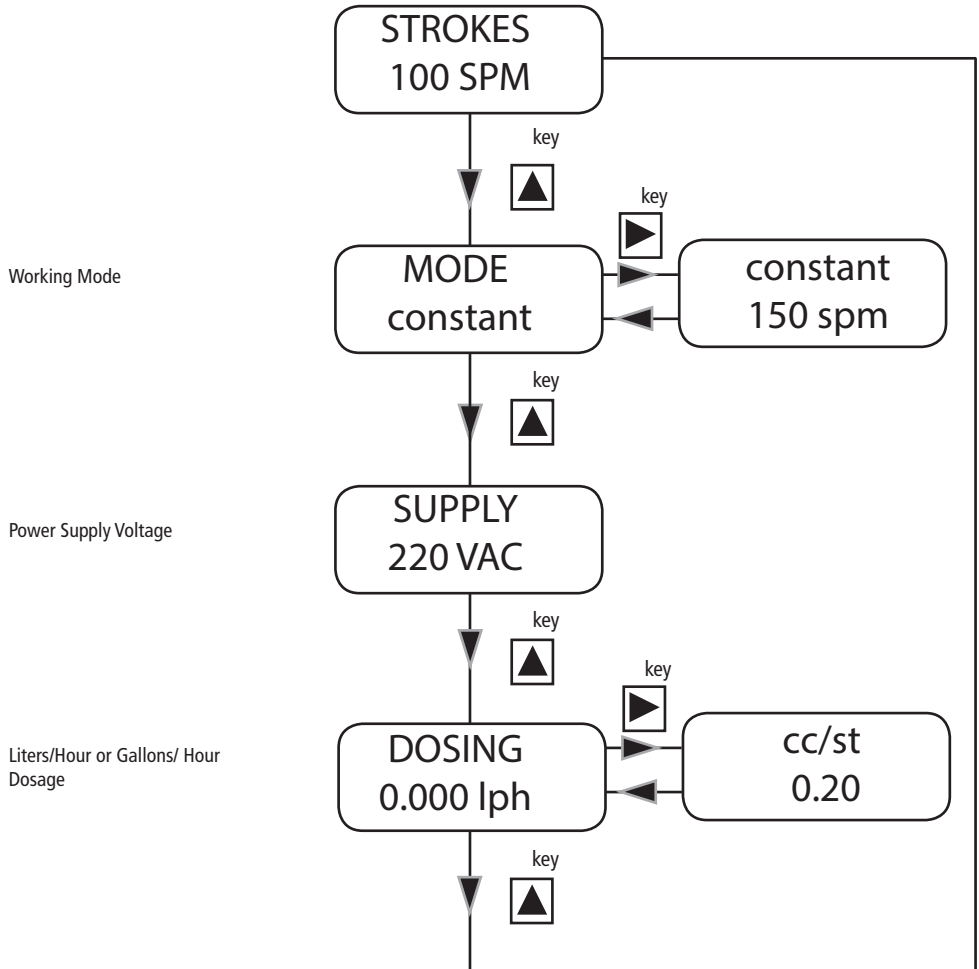 STROKES
100 SPM
key
key
Working Mode
MODE
constant
constant
150 spm
key
Power Supply Voltage
SUPPLY
220 VAC
key
key
Liters/Hour or Gallons/ Hour
Dosage
DOSING
0.000 lph
cc/st
0.20
key